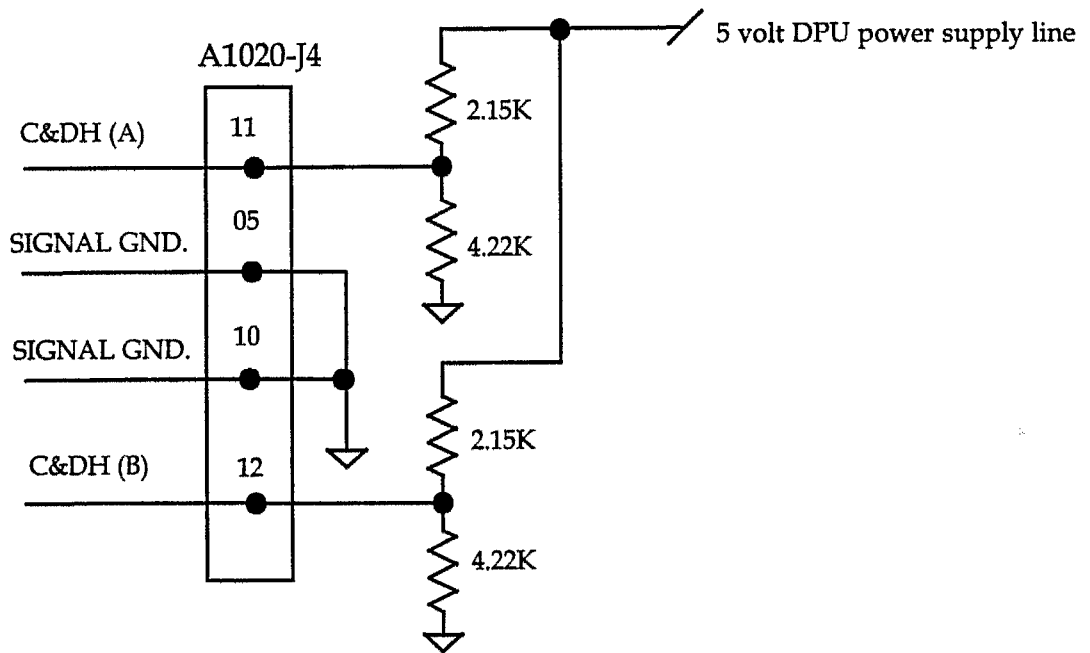 5 volt DPU power supply line
A1020-J4
2.15K
C&DH (A)
11
05
SIGNAL GND.
4.22K
10
SIGNAL GND.
2.15K
C&DH (B)
12
4.22K